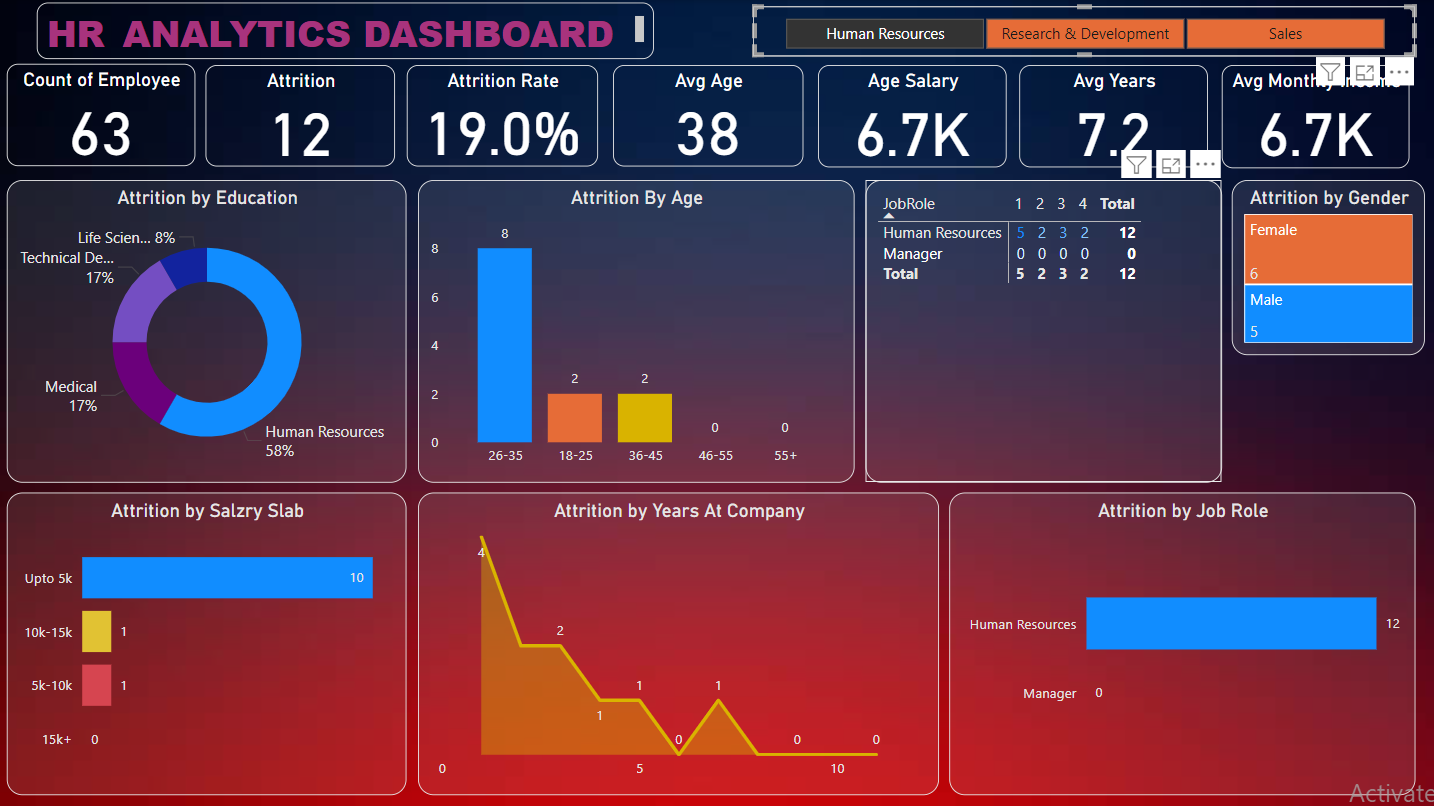 HR ANALYTICS DASHBOARD
Human Resources
Research & Development
Sales
Count of Employee
63
Attrition
12
Attrition Rate
19.0%
Avg Age
38
Age Salary
6.7K
Avg Years
7.2
Avg Monthly Income
6.7K
Attrition by Education
Life Scien... 8%
Technical De...
17%
Medical
17%
Human Resources
58%
Attrition By Age
8
6
4
2
0
8
2
2
0
0
26-35
18-25
36-45
46-55
55+
JobRole 1 2 3 4 Total
Human Resources 5 2 3 2 12
Manager 0 0 0 0 0
Total 5 2 3 2 12
Attrition by Gender
Female
6
Male
5
Attrition by Salzry Slab
Upto 5k 10
10k-15k 1
5k-10k 1
15k+ 0
Attrition by Years At Company
4
2
1
1
0
1
0
0
0 5 10
Attrition by Job Role
Human Resources 12
Manager 0
Activate